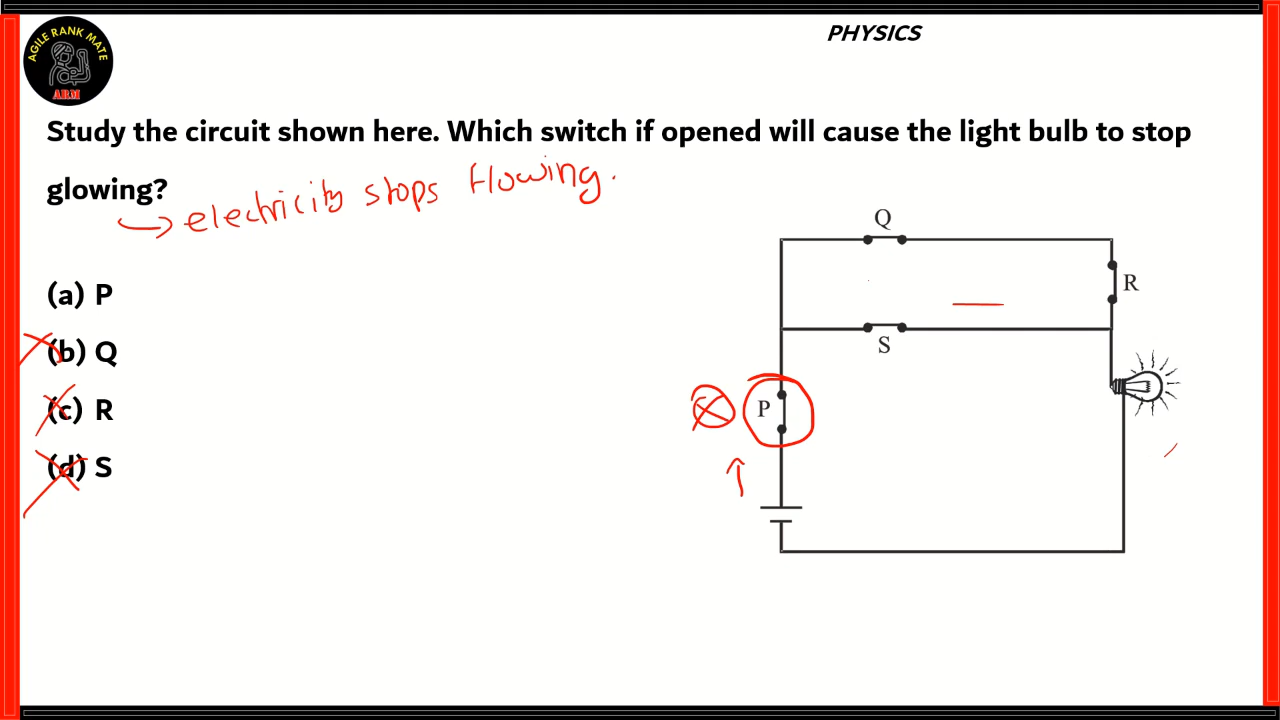 AGILE RANK MATE
ARM
PHYSICS
Study the circuit shown here. Which switch if opened will cause the light bulb to stop
glowing?
electricity stops flowing.
(a) P
(b) Q
(c) R
(d) S
Q
R
S
P